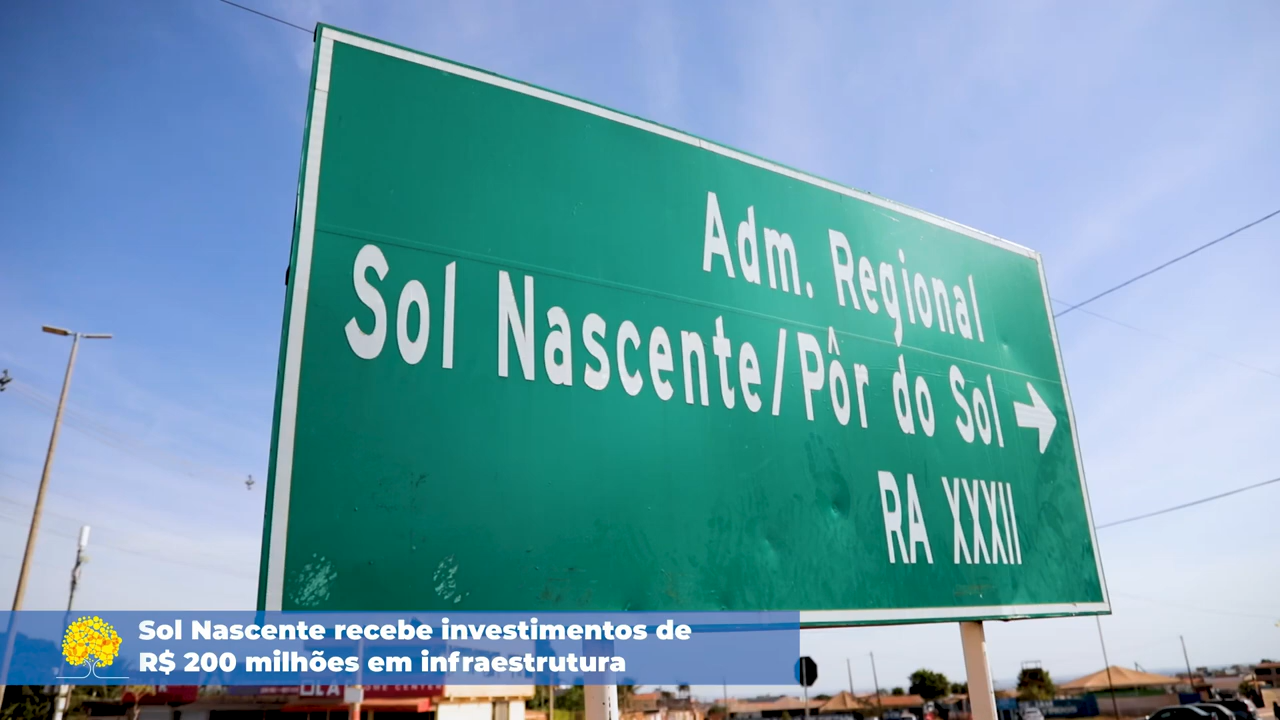 Adm. Regional
Sol Nascente/Pôr do Sol
RA XXXII
Sol Nascente recebe investimentos de
R$ 200 milhões em infraestrutura